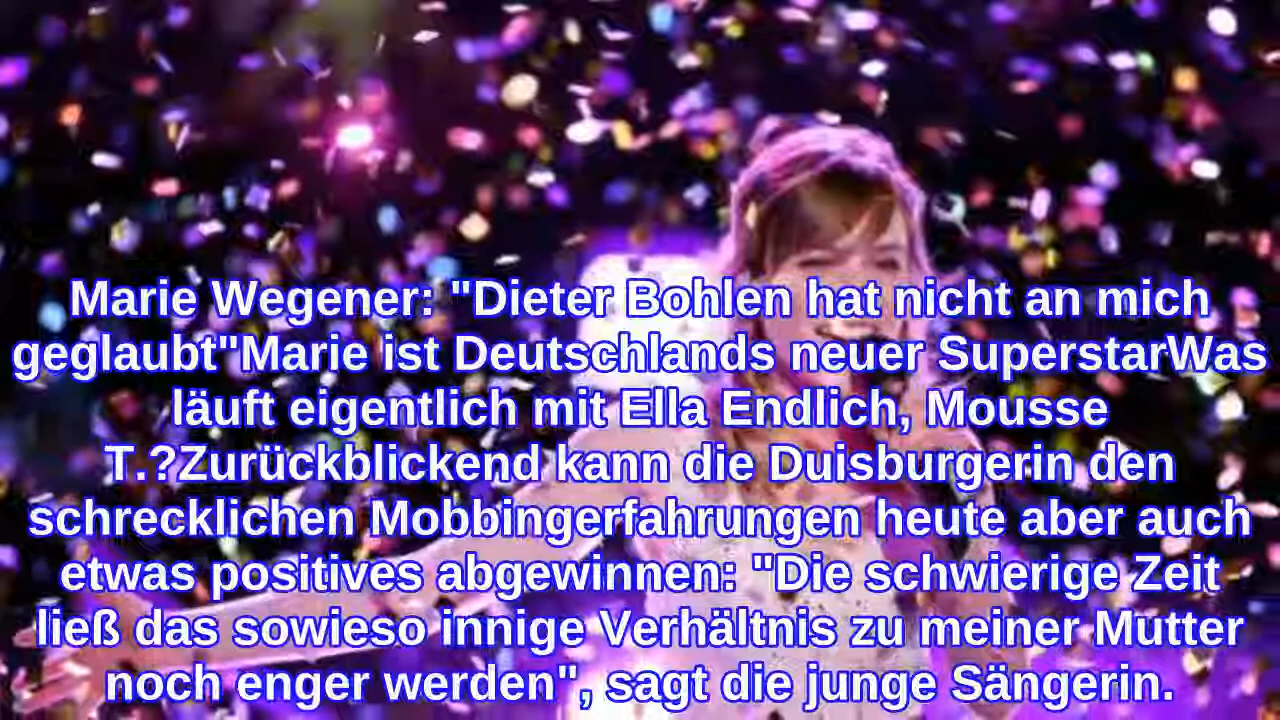 Marie Wegener: "Dieter Bohlen hat nicht an mich
geglaubt"Marie ist Deutschlands neuer SuperstarWas
läuft eigentlich mit Ella Endlich, Mousse
T.?Zurückblickend kann die Duisburgerin den
schrecklichen Mobbingerfahrungen heute aber auch
etwas positives abgewinnen: "Die schwierige Zeit
ließ das sowieso innige Verhältnis zu meiner Mutter
noch enger werden", sagt die junge Sängerin.